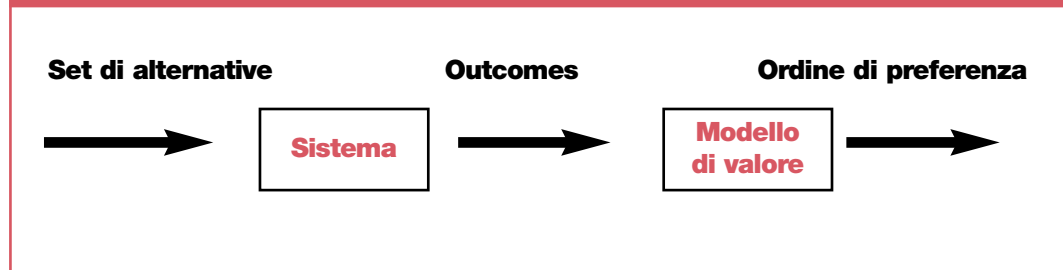 Set di alternative
Outcomes
Ordine di preferenza
Sistema
Modello
di valore